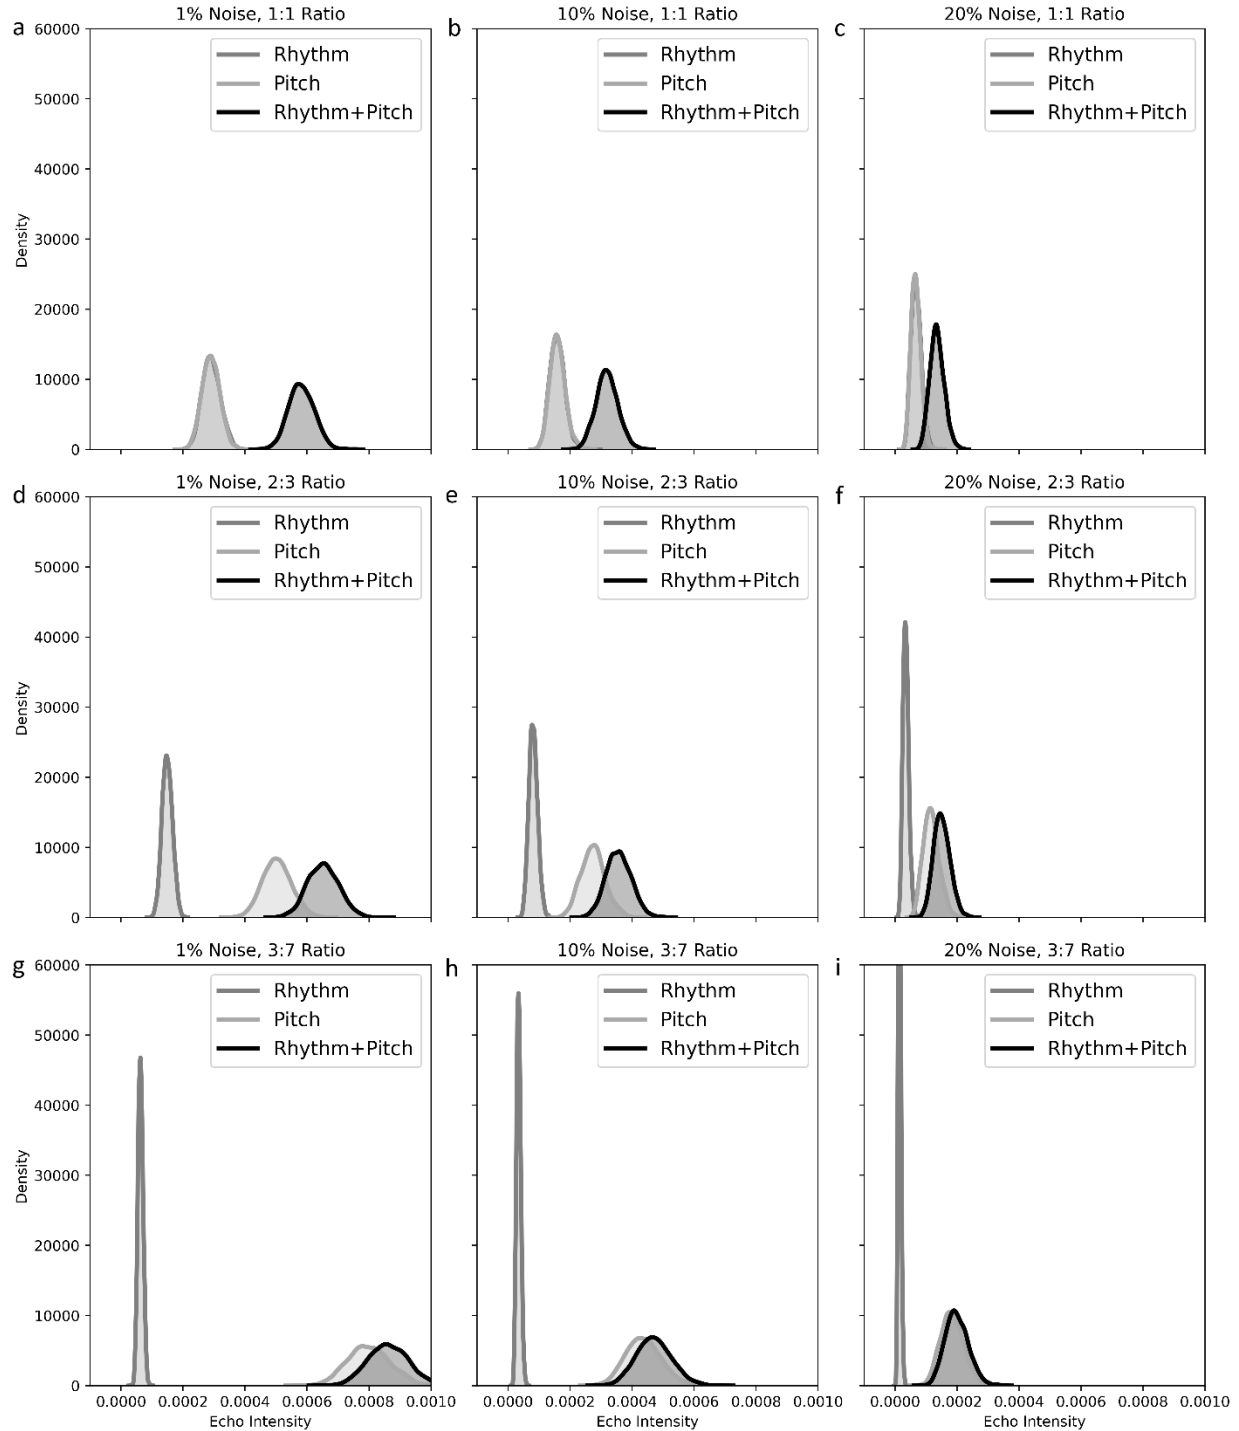 1% Noise, 1:1 Ratio
a
60000
50000
40000
30000
20000
10000
0
Density
Rhythm
Pitch
Rhythm+Pitch
10% Noise, 1:1 Ratio
b
Rhythm
Pitch
Rhythm+Pitch
20% Noise, 1:1 Ratio
c
Rhythm
Pitch
Rhythm+Pitch
1% Noise, 2:3 Ratio
d
60000
50000
40000
30000
20000
10000
0
Density
Rhythm
Pitch
Rhythm+Pitch
10% Noise, 2:3 Ratio
e
Rhythm
Pitch
Rhythm+Pitch
20% Noise, 2:3 Ratio
f
Rhythm
Pitch
Rhythm+Pitch
1% Noise, 3:7 Ratio
g
60000
50000
40000
30000
20000
10000
0
Density
Rhythm
Pitch
Rhythm+Pitch
0.0000 0.0002 0.0004 0.0006 0.0008 0.0010
Echo Intensity
10% Noise, 3:7 Ratio
h
Rhythm
Pitch
Rhythm+Pitch
0.0000 0.0002 0.0004 0.0006 0.0008 0.0010
Echo Intensity
20% Noise, 3:7 Ratio
i
Rhythm
Pitch
Rhythm+Pitch
0.0000 0.0002 0.0004 0.0006 0.0008 0.0010
Echo Intensity